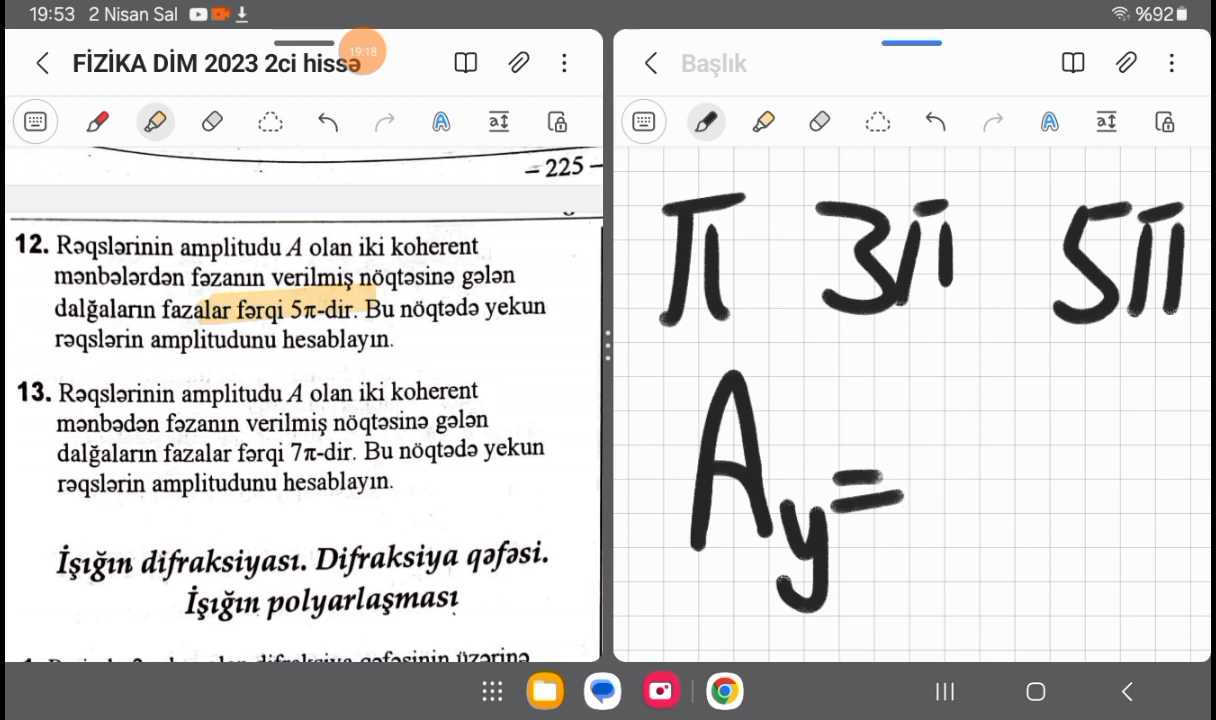 19:53 2 Nisan Sal %92
FİZİKA DİM 2023 2ci hissə
19:18
Başlık
– 225 –
12. Rəqslərinin amplitudu A olan iki koherent
mənbələrdən fəzanın verilmiş nöqtəsinə gələn
dalğaların fazalar fərqi 5π-dir. Bu nöqtədə yekun
rəqslərin amplitudunu hesablayın.
13. Rəqslərinin amplitudu A olan iki koherent
mənbədən fəzanın verilmiş nöqtəsinə gələn
dalğaların fazalar fərqi 7π-dir. Bu nöqtədə yekun
rəqslərin amplitudunu hesablayın.
İşığın difraksiyası. Difraksiya qəfəsi.
İşığın polyarlaşması
difraksiya qəfəsinin üzərinə
π 3π 5π
Ay=